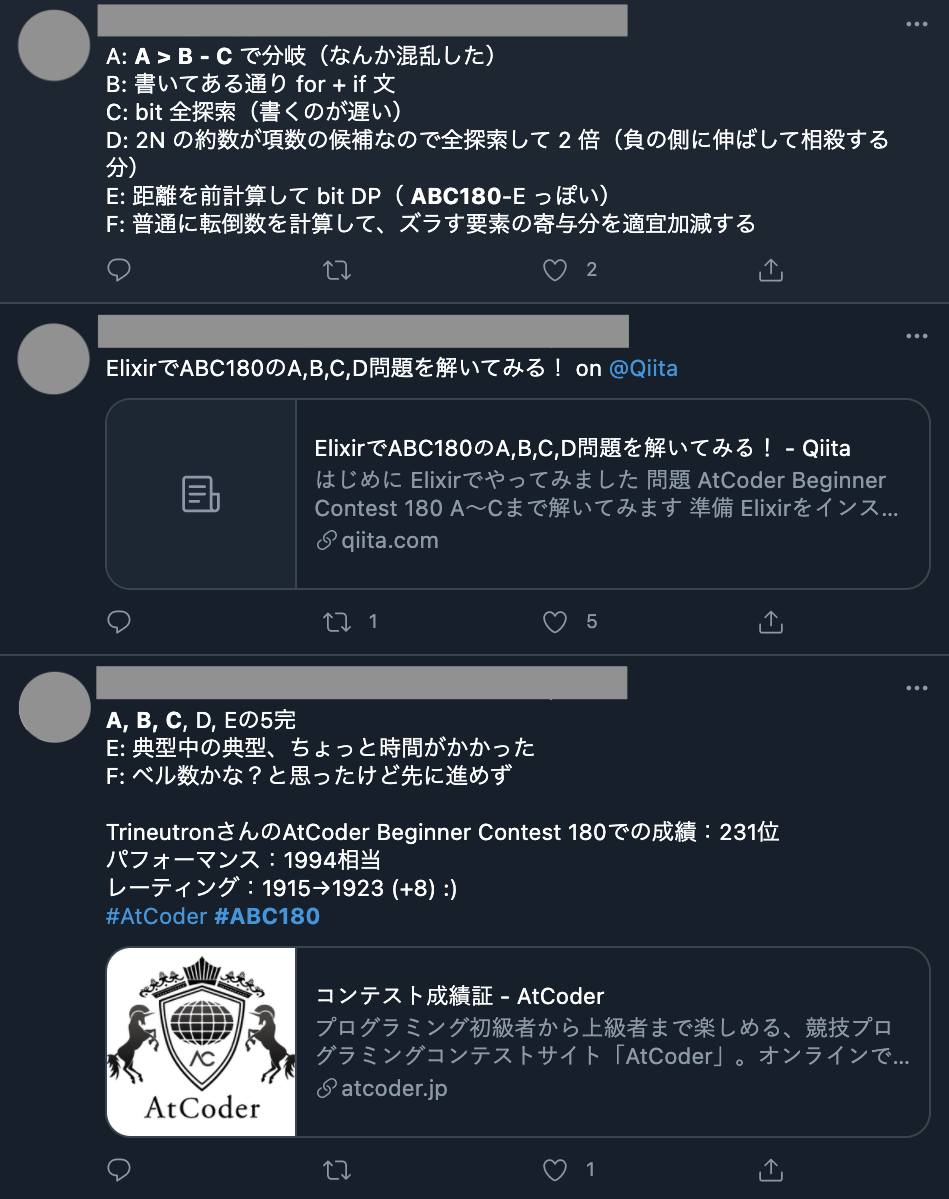 A: A > B - C で分岐（なんか混乱した）
B: 書いてある通り for + if 文
C: bit 全探索（書くのが遅い）
D: 2N の約数が項数の候補なので全探索して 2 倍（負の側に伸ばして相殺する
分）
E: 距離を前計算して bit DP（ ABC180-E っぽい）
F: 普通に転倒数を計算して、ズラす要素の寄与分を適宜加減する
2
ElixirでABC180のA,B,C,D問題を解いてみる！ on @Qiita
ElixirでABC180のA,B,C,D問題を解いてみる！ - Qiita
はじめに Elixirでやってみました 問題 AtCoder Beginner
Contest 180 A〜Cまで解いてみます 準備 Elixirをインス...
qiita.com
1 5
A, B, C, D, Eの5完
E: 典型中の典型、ちょっと時間がかかった
F: ベル数かな？と思ったけど先に進めず
TrineutronさんのAtCoder Beginner Contest 180での成績：231位
パフォーマンス：1994相当
レーティング：1915→1923 (+8) :)
#AtCoder #ABC180
AC
AtCoder
コンテスト成績証 - AtCoder
プログラミング初級者から上級者まで楽しめる、競技プロ
グラミングコンテストサイト「AtCoder」。オンラインで...
atcoder.jp
1